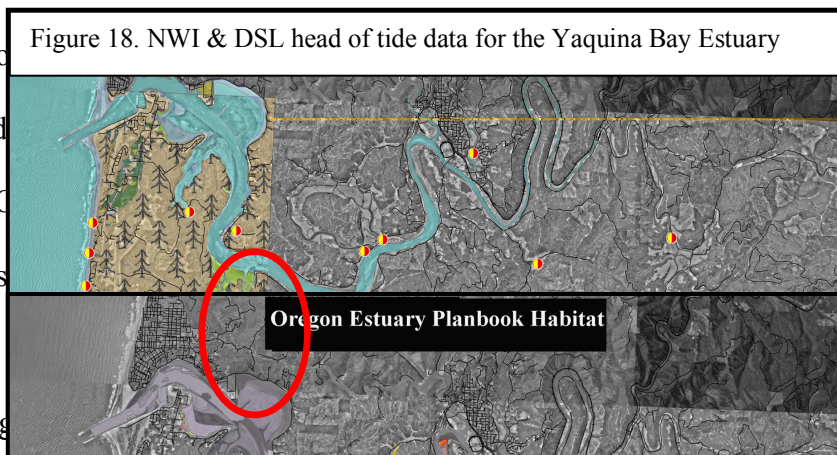 Figure 18. NWI & DSL head of tide data for the Yaquina Bay Estuary
Oregon Estuary Planbook Habitat